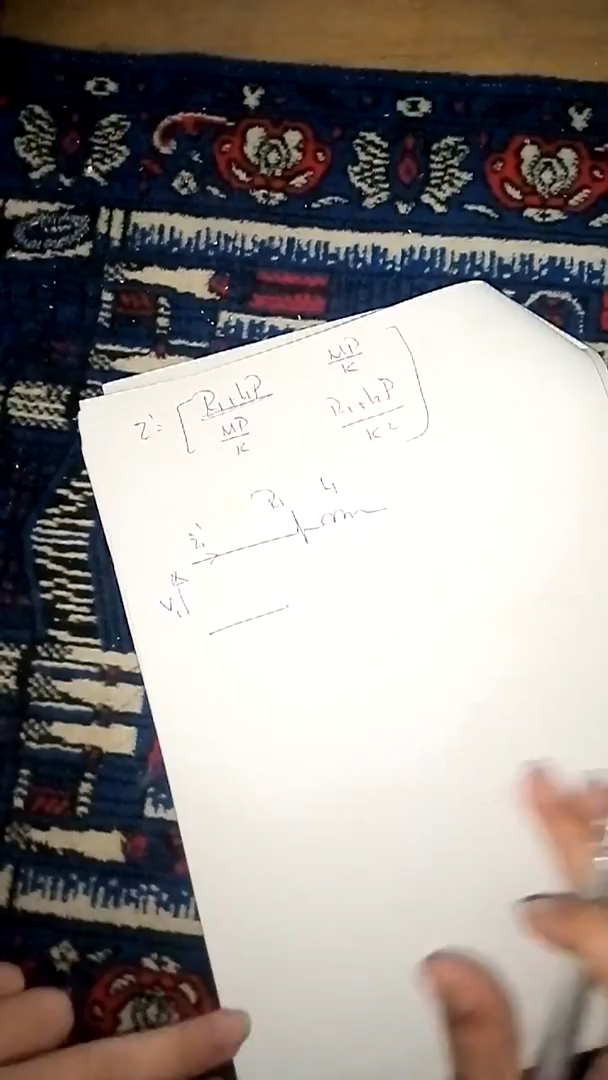 Z' = [ R₁+L₁P MP/K
MP/K R₂+L₂P/K² ]
R₁ L₁
i₁'
V₁